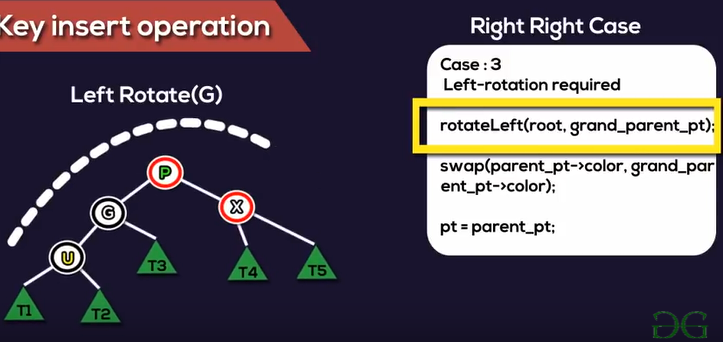 Key insert operation
Right Right Case
Case : 3
Left-rotation required
rotateLeft(root, grand_parent_pt);
swap(parent_pt->color, grand_par
ent_pt->color);
pt = parent_pt;
Left Rotate(G)
P
G
X
U
T3
T4
T5
T1
T2
GG